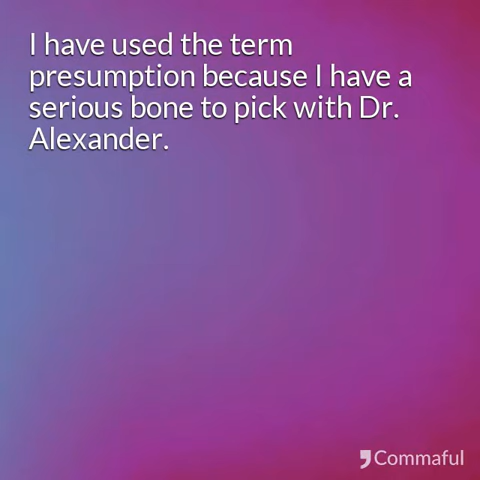 I have used the term
presumption because I have a
serious bone to pick with Dr.
Alexander.
Commaful